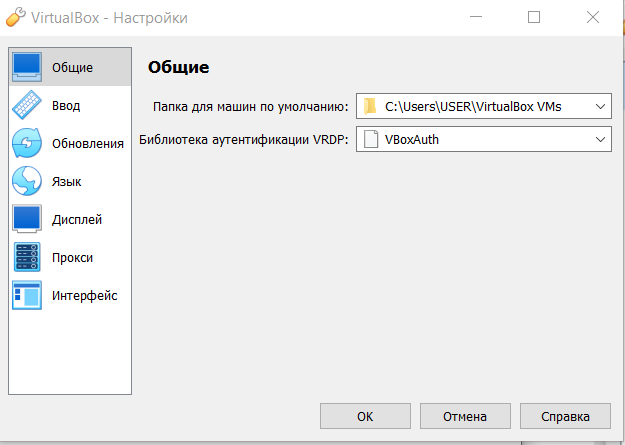 VirtualBox - Настройки
Общие
Ввод
Обновления
Язык
Дисплей
Прокси
Интерфейс
Общие
Папка для машин по умолчанию: C:\Users\USER\VirtualBox VMs
Библиотека аутентификации VRDP: VBoxAuth
OK Отмена Справка